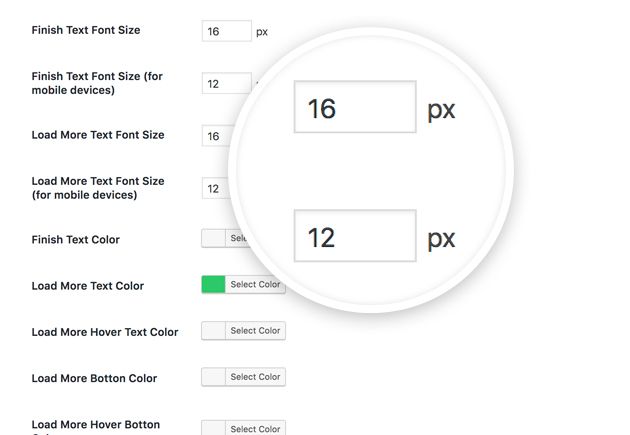 Finish Text Font Size
16 px
Finish Text Font Size (for
mobile devices)
12
Load More Text Font Size
16
Load More Text Font Size
(for mobile devices)
12
16 px
12 px
Finish Text Color
Load More Text Color
Select Color
Load More Hover Text Color
Select Color
Load More Botton Color
Select Color
Load More Hover Botton
Select Color